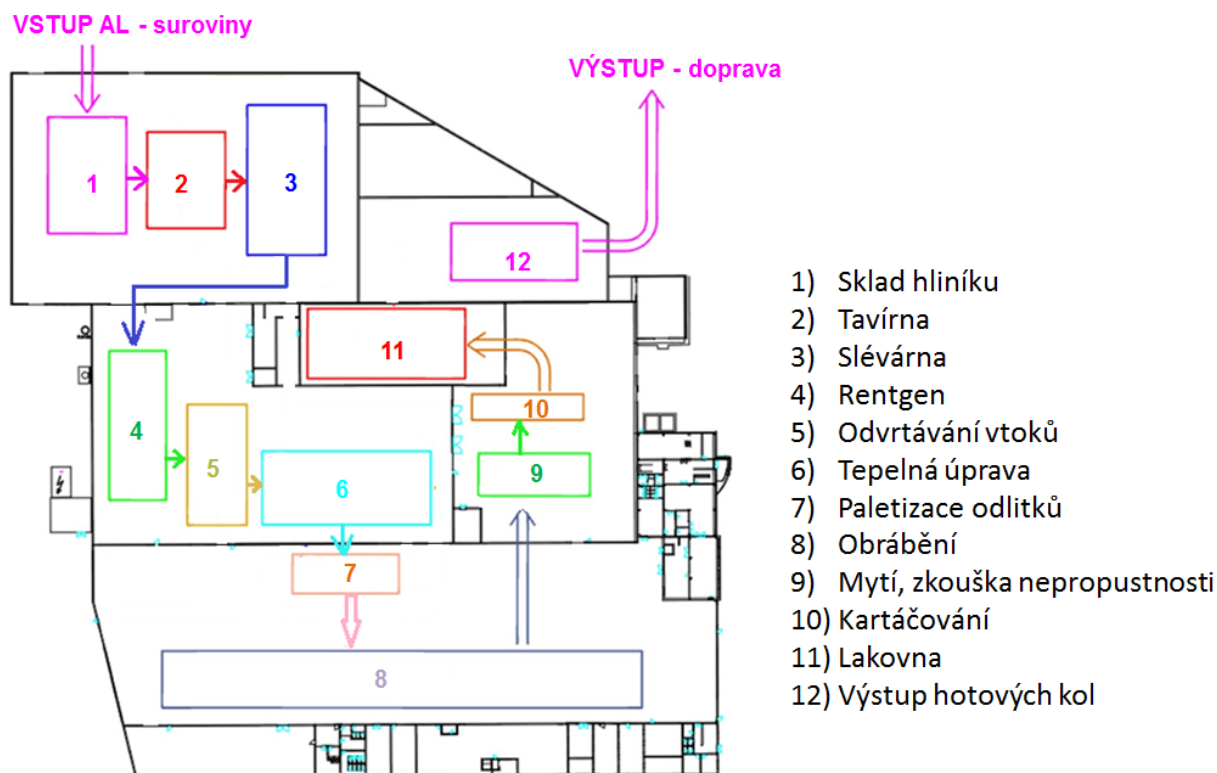 VSTUP AL - suroviny
VÝSTUP - doprava
1
2
3
12
11
10
4
5
6
9
7
8
1) Sklad hliníku
2) Tavírna
3) Slévárna
4) Rentgen
5) Odvrtávání vtoků
6) Tepelná úprava
7) Paletizace odlitků
8) Obrábění
9) Mytí, zkouška nepropustnosti
10) Kartáčování
11) Lakovna
12) Výstup hotových kol